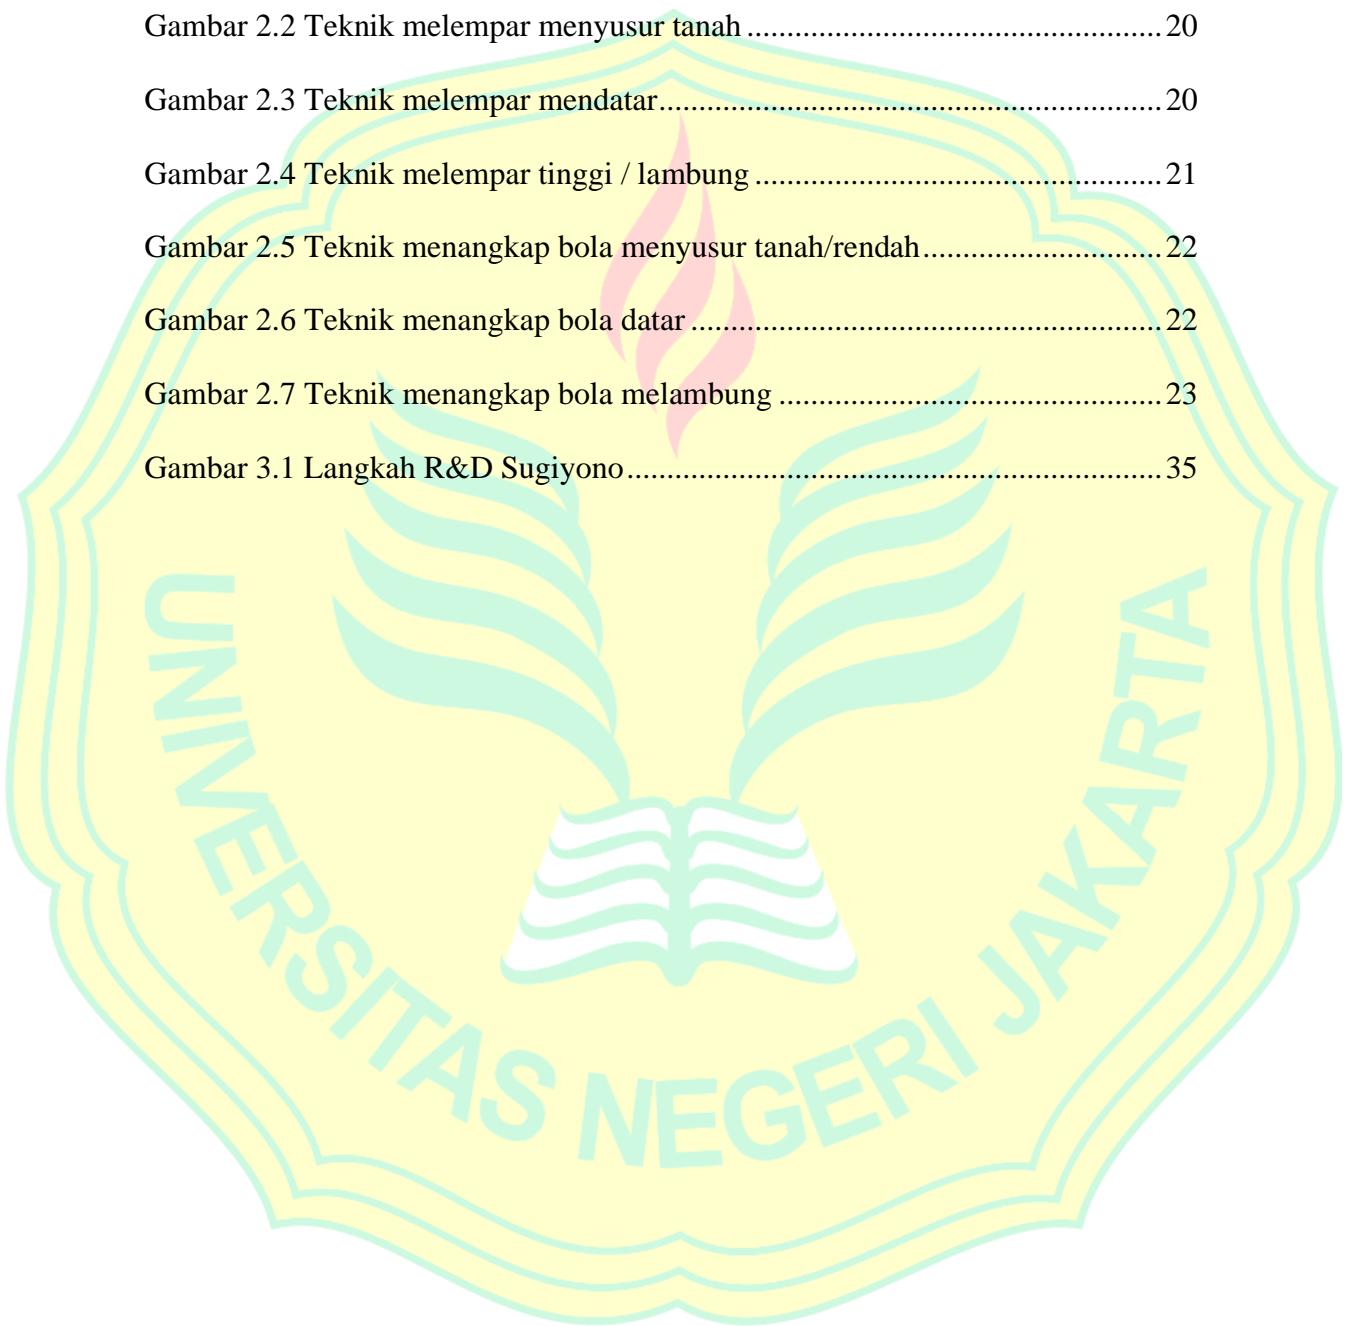 Gambar 2.2 Teknik melempar menyusur tanah .................................................... 20
Gambar 2.3 Teknik melempar mendatar............................................................... 20
Gambar 2.4 Teknik melempar tinggi / lambung ................................................... 21
Gambar 2.5 Teknik menangkap bola menyusur tanah/rendah.............................. 22
Gambar 2.6 Teknik menangkap bola datar ........................................................... 22
Gambar 2.7 Teknik menangkap bola melambung ................................................ 23
Gambar 3.1 Langkah R&D Sugiyono................................................................... 35
UNIVERSITAS NEGERI JAKARTA